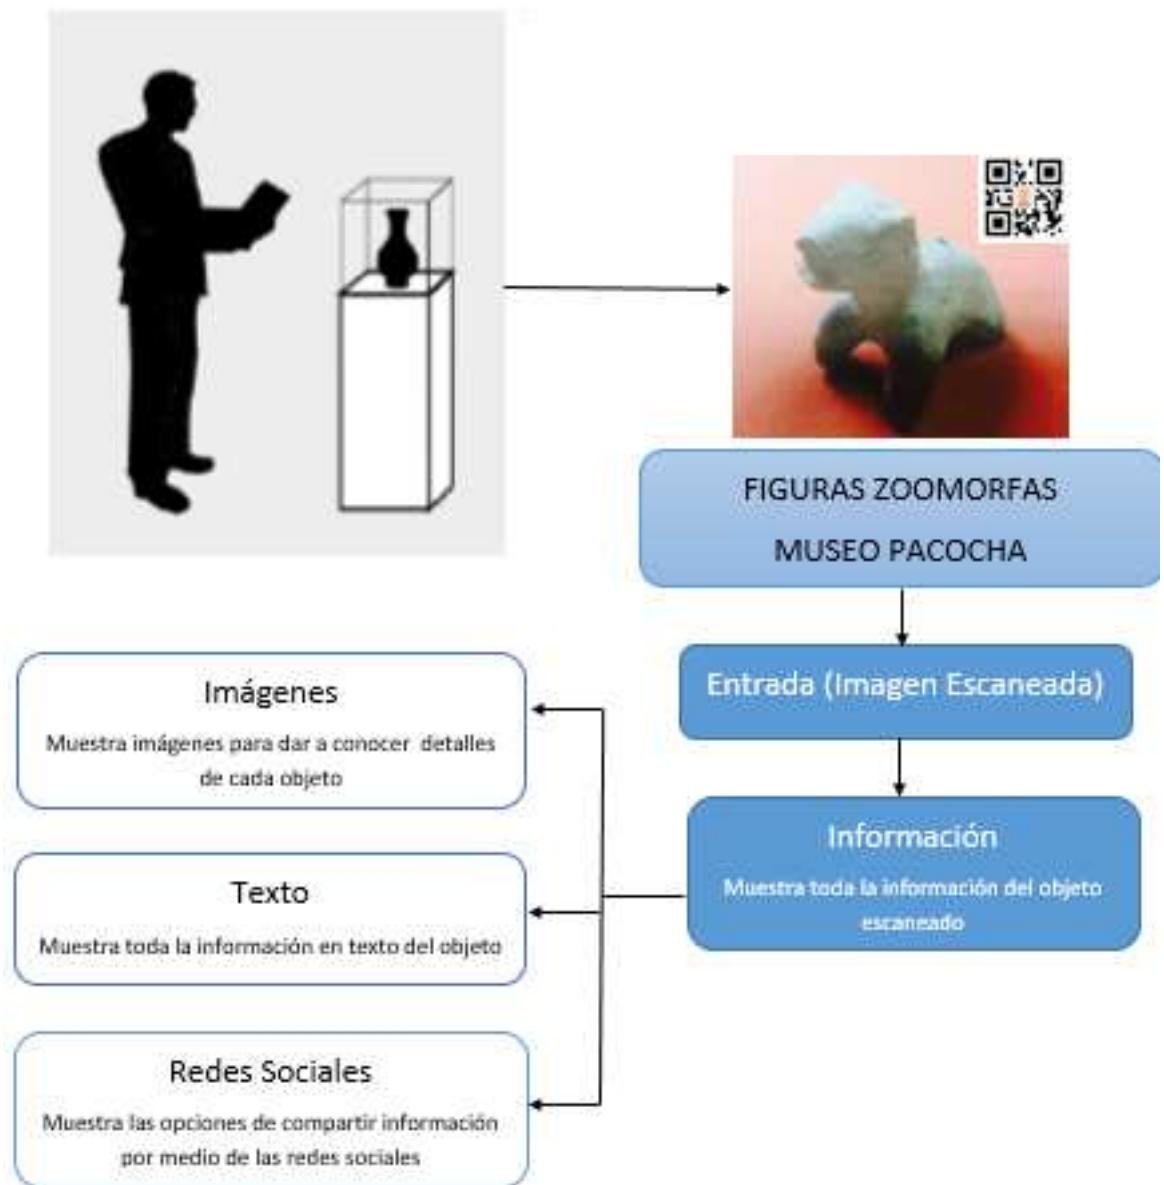 FIGURAS ZOOMORFAS
MUSEO PACOCHA
Entrada (Imagen Escaneada)
Información
Muestra toda la información del objeto
escaneado
Imágenes
Muestra imágenes para dar a conocer detalles
de cada objeto
Texto
Muestra toda la información en texto del objeto
Redes Sociales
Muestra las opciones de compartir información
por medio de las redes sociales